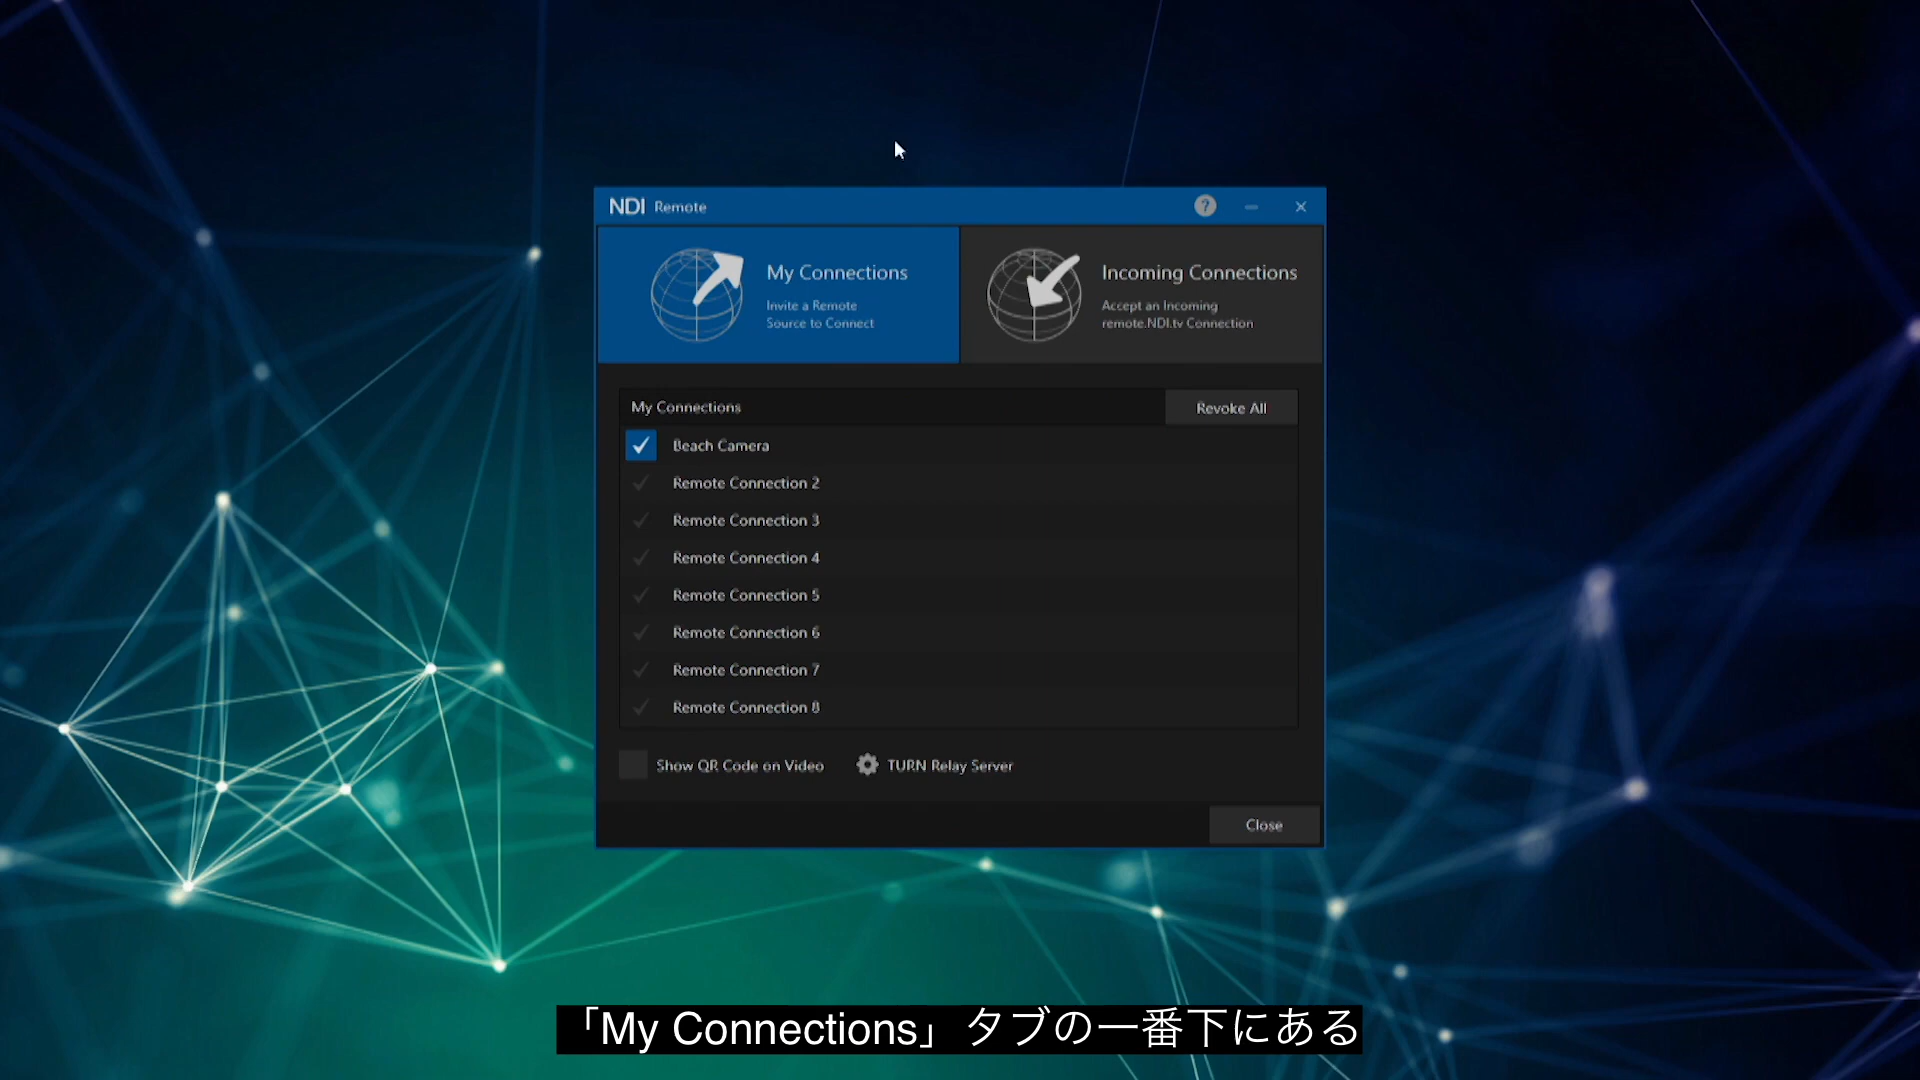 NDI Remote
?
My Connections
Invite a Remote
Source to Connect
Incoming Connections
Accept an Incoming
remote.NDI.tv Connection
My Connections
Revoke All
Beach Camera
Remote Connection 2
Remote Connection 3
Remote Connection 4
Remote Connection 5
Remote Connection 6
Remote Connection 7
Remote Connection 8
Show QR Code on Video
TURN Relay Server
Close
「My Connections」タブの一番下にある